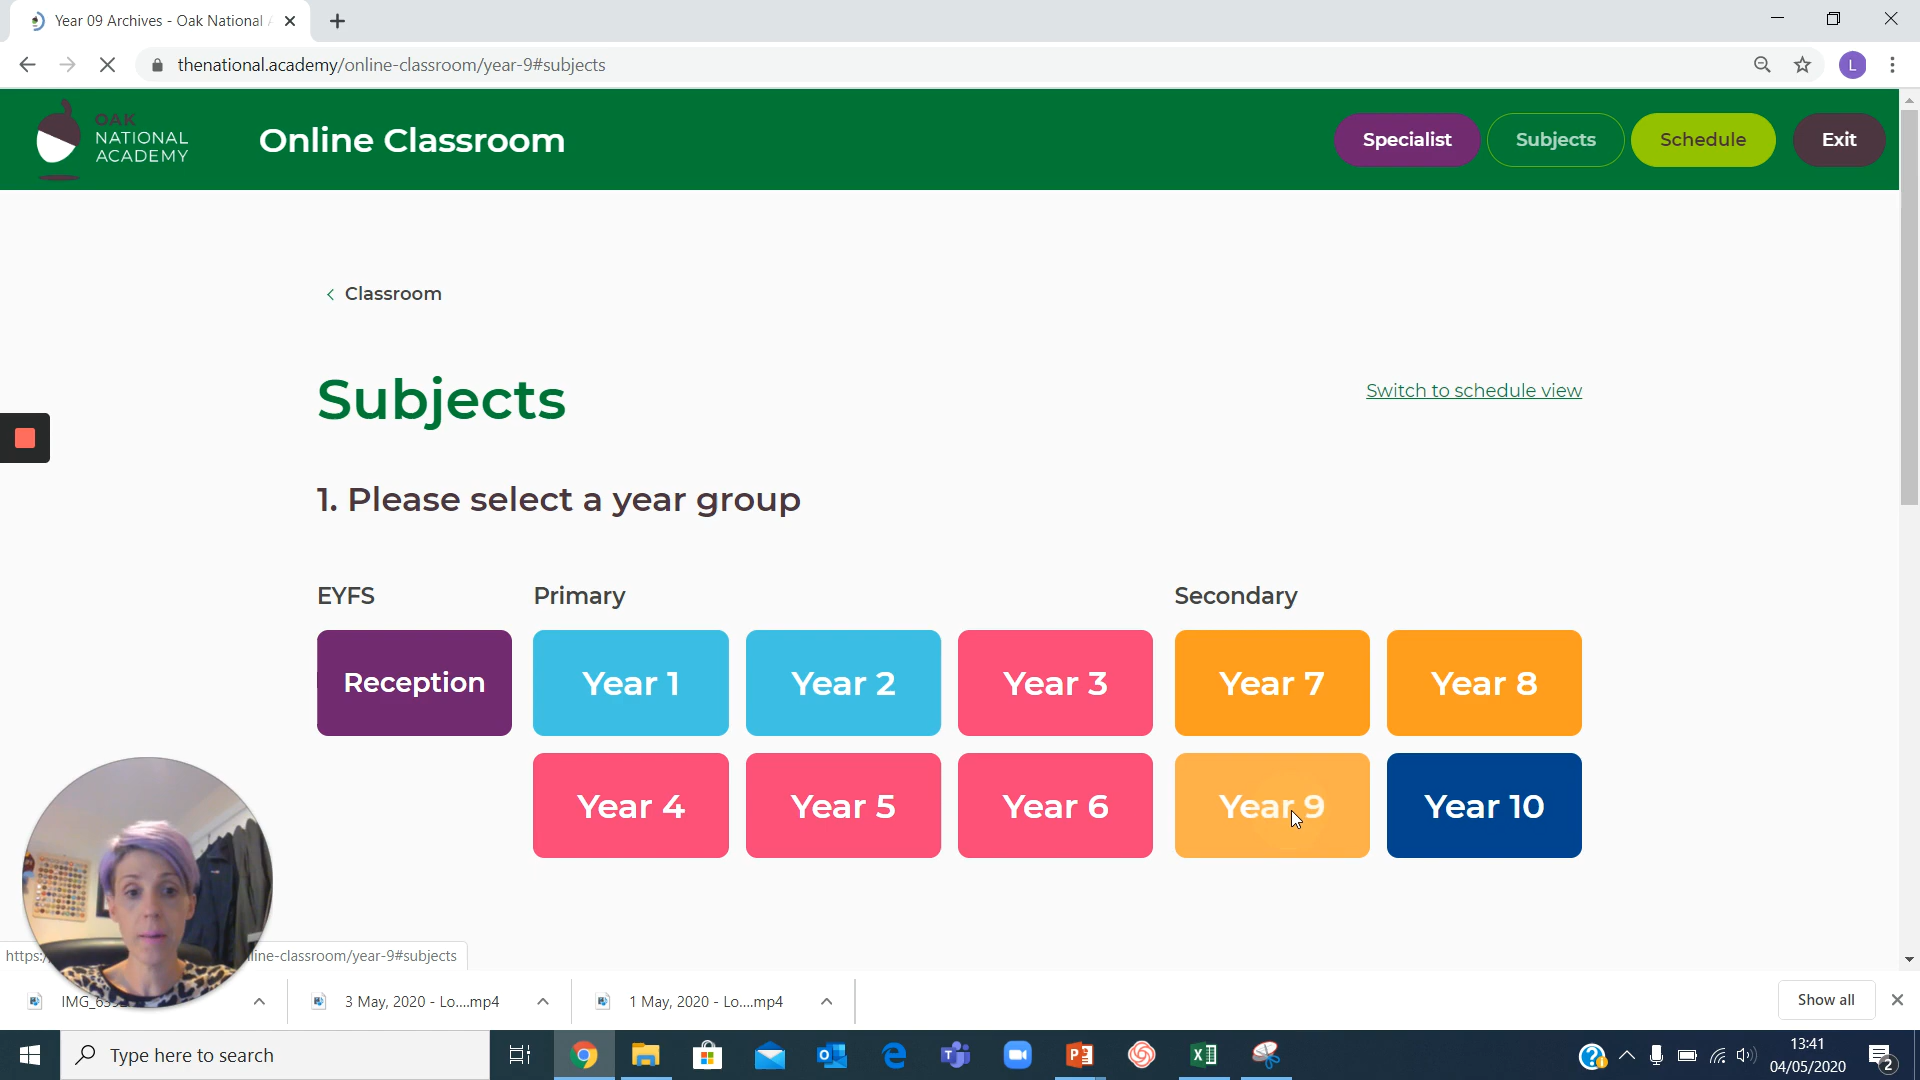 Year 09 Archives - Oak National
thenational.academy/online-classroom/year-9#subjects
L
OAK
NATIONAL
ACADEMY
Online Classroom
Specialist
Subjects
Schedule
Exit
Classroom
Subjects
Switch to schedule view
1. Please select a year group
EYFS
Primary
Secondary
Reception
Year 1
Year 2
Year 3
Year 7
Year 8
Year 4
Year 5
Year 6
Year 9
Year 10
https:/ line-classroom/year-9#subjects
3 May, 2020 - Lo....mp4
1 May, 2020 - Lo....mp4
Show all
Type here to search
13:41
04/05/2020
2